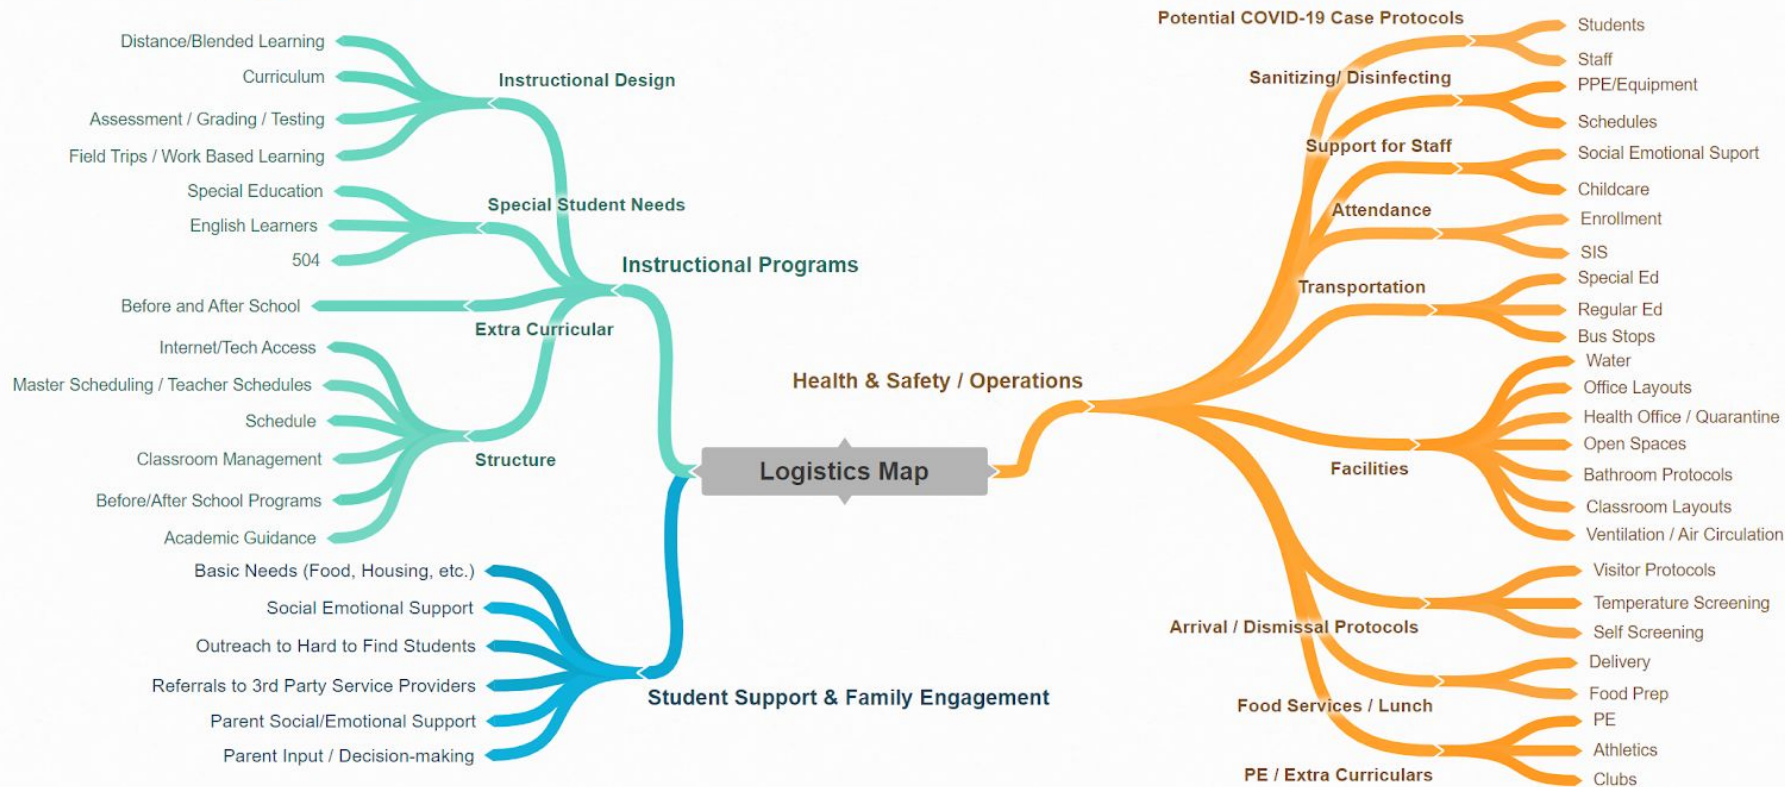 Logistics Map
Instructional Programs
Instructional Design
Distance/Blended Learning
Curriculum
Assessment / Grading / Testing
Field Trips / Work Based Learning
Special Student Needs
Special Education
English Learners
504
Extra Curricular
Before and After School
Structure
Internet/Tech Access
Master Scheduling / Teacher Schedules
Schedule
Classroom Management
Before/After School Programs
Academic Guidance
Student Support & Family Engagement
Basic Needs (Food, Housing, etc.)
Social Emotional Support
Outreach to Hard to Find Students
Referrals to 3rd Party Service Providers
Parent Social/Emotional Support
Parent Input / Decision-making
Health & Safety / Operations
Potential COVID-19 Case Protocols
Students
Staff
Sanitizing/ Disinfecting
PPE/Equipment
Schedules
Support for Staff
Social Emotional Suport
Childcare
Attendance
Enrollment
SIS
Transportation
Special Ed
Regular Ed
Bus Stops
Facilities
Water
Office Layouts
Health Office / Quarantine
Open Spaces
Bathroom Protocols
Classroom Layouts
Ventilation / Air Circulation
Arrival / Dismissal Protocols
Visitor Protocols
Temperature Screening
Self Screening
Food Services / Lunch
Delivery
Food Prep
PE / Extra Curriculars
PE
Athletics
Clubs